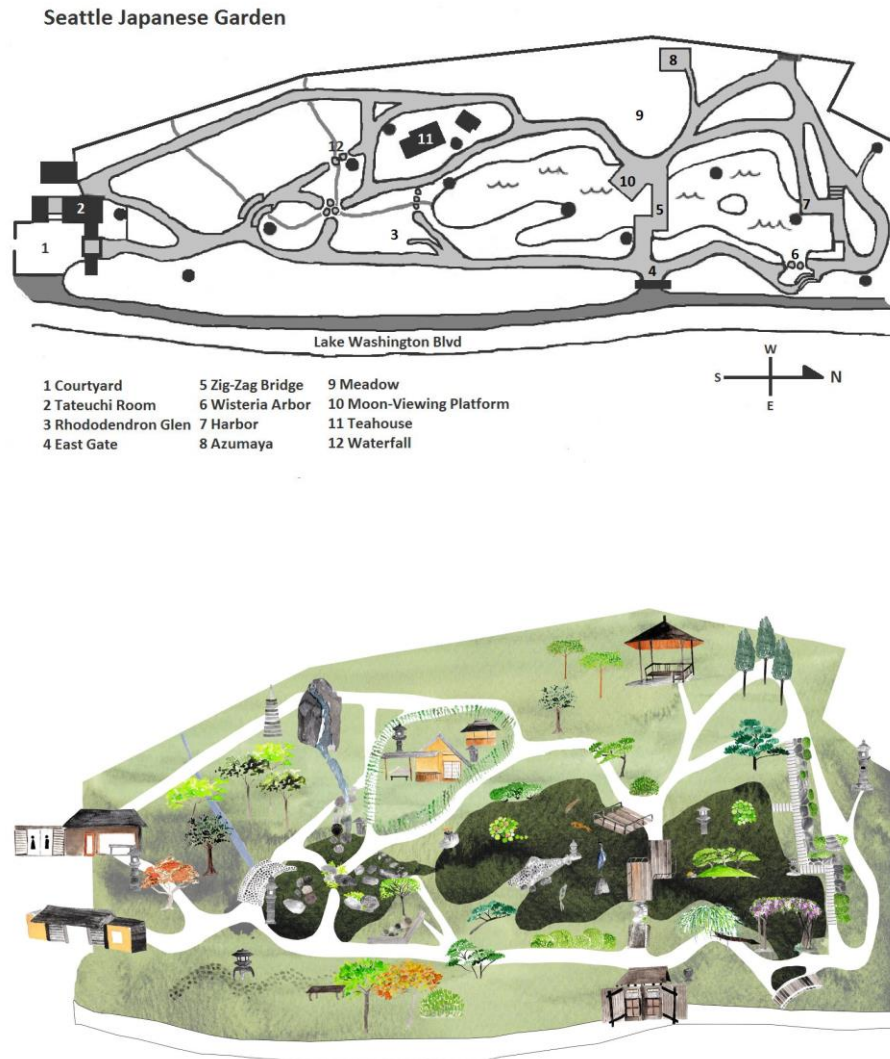 Seattle Japanese Garden
8
9
12
11
10
2
5
7
1
3
6
4
Lake Washington Blvd
W
S N
E
1 Courtyard 5 Zig-Zag Bridge 9 Meadow
2 Tateuchi Room 6 Wisteria Arbor 10 Moon-Viewing Platform
3 Rhododendron Glen 7 Harbor 11 Teahouse
4 East Gate 8 Azumaya 12 Waterfall